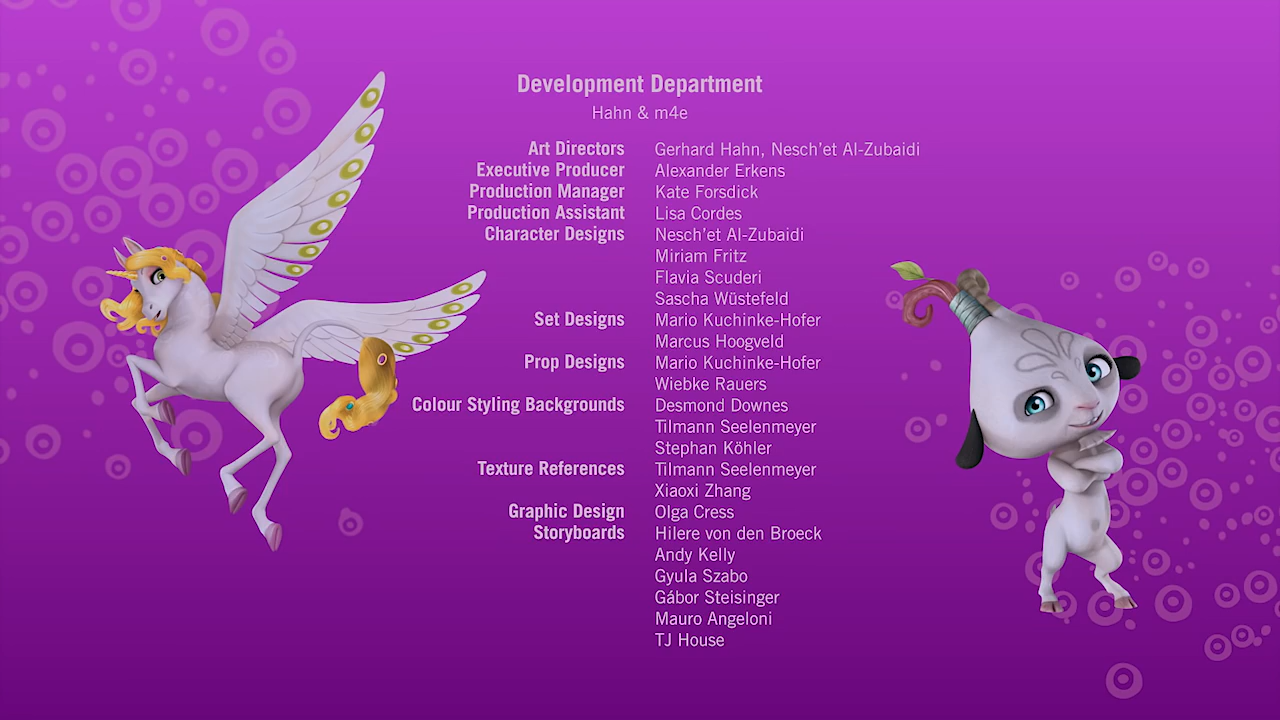 Development Department
Hahn & m4e
Art Directors Gerhard Hahn, Nesch'et Al-Zubaidi
Executive Producer Alexander Erkens
Production Manager Kate Forsdick
Production Assistant Lisa Cordes
Character Designs Nesch'et Al-Zubaidi
Miriam Fritz
Flavia Scuderi
Sascha Wüstefeld
Set Designs Mario Kuchinke-Hofer
Marcus Hoogveld
Prop Designs Mario Kuchinke-Hofer
Wiebke Rauers
Colour Styling Backgrounds Desmond Downes
Tilmann Seelenmeyer
Stephan Köhler
Texture References Tilmann Seelenmeyer
Xiaoxi Zhang
Graphic Design Olga Cress
Storyboards Hilere von den Broeck
Andy Kelly
Gyula Szabo
Gábor Steisinger
Mauro Angeloni
TJ House